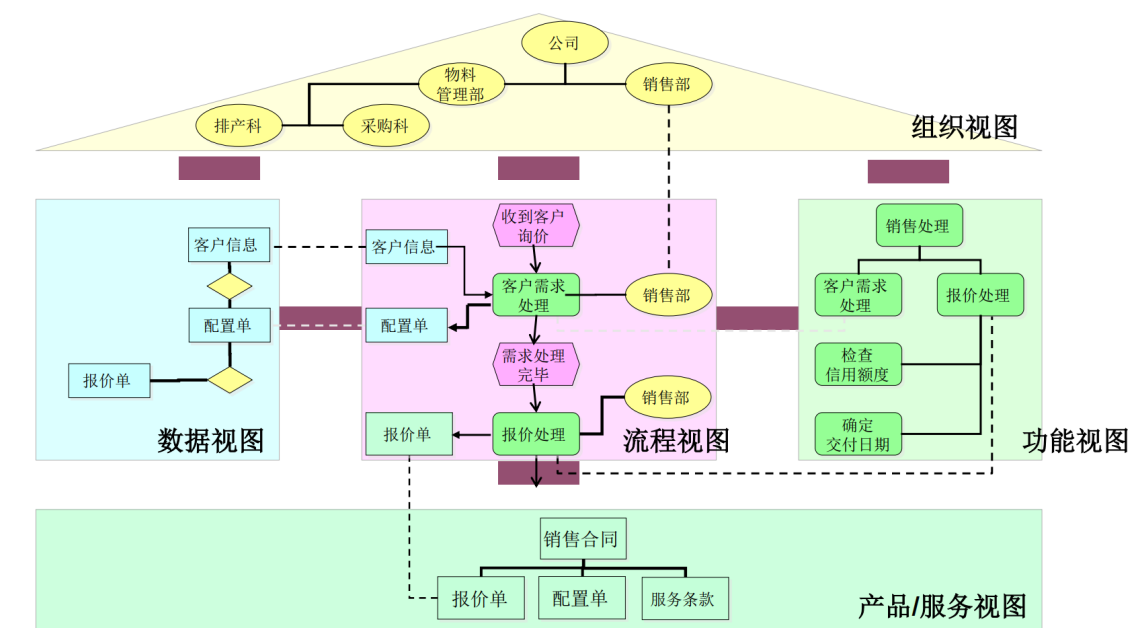 公司
物料
管理部
销售部
排产科
采购科
组织视图
客户信息
配置单
报价单
数据视图
收到客户
询价
客户信息
客户需求
处理
销售部
配置单
需求处理
完毕
销售部
报价单
报价处理
流程视图
销售处理
客户需求
处理
报价处理
检查
信用额度
确定
交付日期
功能视图
销售合同
报价单
配置单
服务条款
产品/服务视图